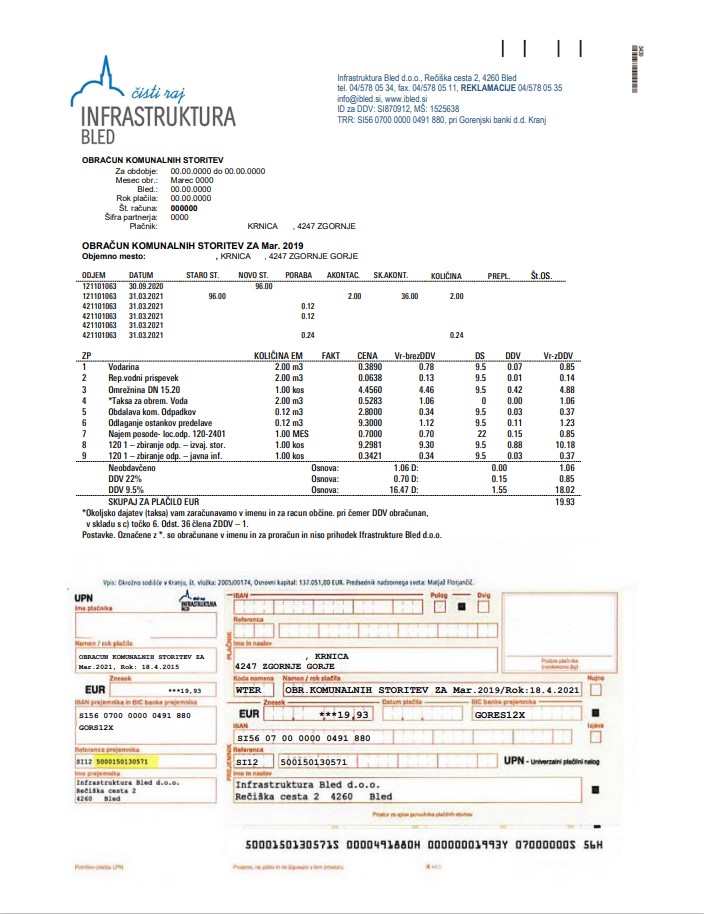 čisti raj
INFRASTRUKTURA
BLED
Infrastruktura Bled d.o.o., Rečiška cesta 2, 4260 Bled
tel. 04/578 05 34, fax. 04/578 05 11, REKLAMACIJE 04/578 05 35
info@ibled.si, www.ibled.si
ID za DDV: SI870912, MŠ: 1525638
TRR: SI56 0700 0000 0491 880, pri Gorenjski banki d.d. Kranj
OBRAČUN KOMUNALNIH STORITEV
Za obdobje: 00.00.0000 do 00.00.0000
Mesec obr.: Marec 0000
Bled.: 00.00.0000
Rok plačila: 00.00.0000
Št. računa: 000000
Šifra partnerja: 0000
Plačnik: KRNICA , 4247 ZGORNJE
OBRAČUN KOMUNALNIH STORITEV ZA Mar. 2019
Objemno mesto: , KRNICA , 4247 ZGORNJE GORJE
ODJEM DATUM STARO ST. NOVO ST. PORABA AKONTAC. SK.AKONT. KOLIČINA PREPL. Št.OS.
121101063 30.09.2020 96.00
121101063 31.03.2021 96.00 2.00 36.00 2.00
421101063 31.03.2021 0.12
421101063 31.03.2021 0.12
421101063 31.03.2021
421101063 31.03.2021 0.24 0.24
ZP KOLIČINA EM FAKT CENA Vr-brezDDV DS DDV Vr-zDDV
1 Vodarina 2.00 m3 0.3890 0.78 9.5 0.07 0.85
2 Rep.vodni prispevek 2.00 m3 0.0638 0.13 9.5 0.01 0.14
3 Omrežnina DN 15.20 1.00 kos 4.4560 4.46 9.5 0.42 4.88
4 *Taksa za obrem. Voda 2.00 m3 0.5283 1.06 0 0.00 1.06
5 Obdalava kom. Odpadkov 0.12 m3 2.8000 0.34 9.5 0.03 0.37
6 Odlaganje ostankov predelave 0.12 m3 9.3000 1.12 9.5 0.11 1.23
7 Najem posode- loc.odp. 120-2401 1.00 MES 0.7000 0.70 22 0.15 0.85
8 120 1 – zbiranje odp. – izvaj. stor. 1.00 kos 9.2981 9.30 9.5 0.88 10.18
9 120 1 – zbiranje odp. – javna inf. 1.00 kos 0.3421 0.34 9.5 0.03 0.37
Neobdavčeno Osnova: 1.06 D: 0.00 1.06
DDV 22% Osnova: 0.70 D: 0.15 0.85
DDV 9.5% Osnova: 16.47 D: 1.55 18.02
SKUPAJ ZA PLAČILO EUR 19.93
*Okoljsko dajatev (taksa) vam zaračunavamo v imenu in za racun občine. pri čemer DDV obračunan,
v skladu s c) točko 6. Odst. 36 člena ZDDV – 1.
Postavke. Označene z *. so obračunane v imenu in za proračun in niso prihodek Ifrastrukture Bled d.o.o.
Vpis: Okrožno sodišče v Kranju, št. vložka: 2005/00174, Osnovni kapital: 137.051,00 EUR. Predsednik nadzornega sveta: Matjaž Florjančič.
UPN
INFRASTRUKTURA
BLED
Ime plačnika
Namen / rok plačila
OBRACUN KOMUNALNIH STORITEV ZA
Mar.2021, Rok: 18.4.2015
Znesek
EUR ***19,93
IBAN prejemnika in BIC banke prejemnika
SI56 0700 0000 0491 880
GORS12X
Referenca prejemnika
SI12 5000150130571
Ime prejemnika
Infrastruktura Bled d.o.o.
Rečiška cesta 2
4260 Bled
Potrdilo plačila UPN
PLAČNIK
IBAN Polog Dvig
Referenca
Ime in naslov
, KRNICA
4247 ZGORNJE GORJE
Koda namena Namen / rok plačila Nujno
WTER OBR.KOMUNALNIH STORITEV ZA Mar.2019/Rok:18.4.2021
Znesek Datum plačila BIC banke prejemnika
EUR ***19,93 GORES12X
IBAN Izjava
SI56 07 00 0000 0491 880
PREJEMNIK
Referenca
SI12 500150130571 UPN - Univerzalni plačilni nalog
Ime in naslov
Infrastruktura Bled d.o.o.
Rečiška cesta 2 4260 Bled
Prostor za vpise ponudnika plačilnih storitev